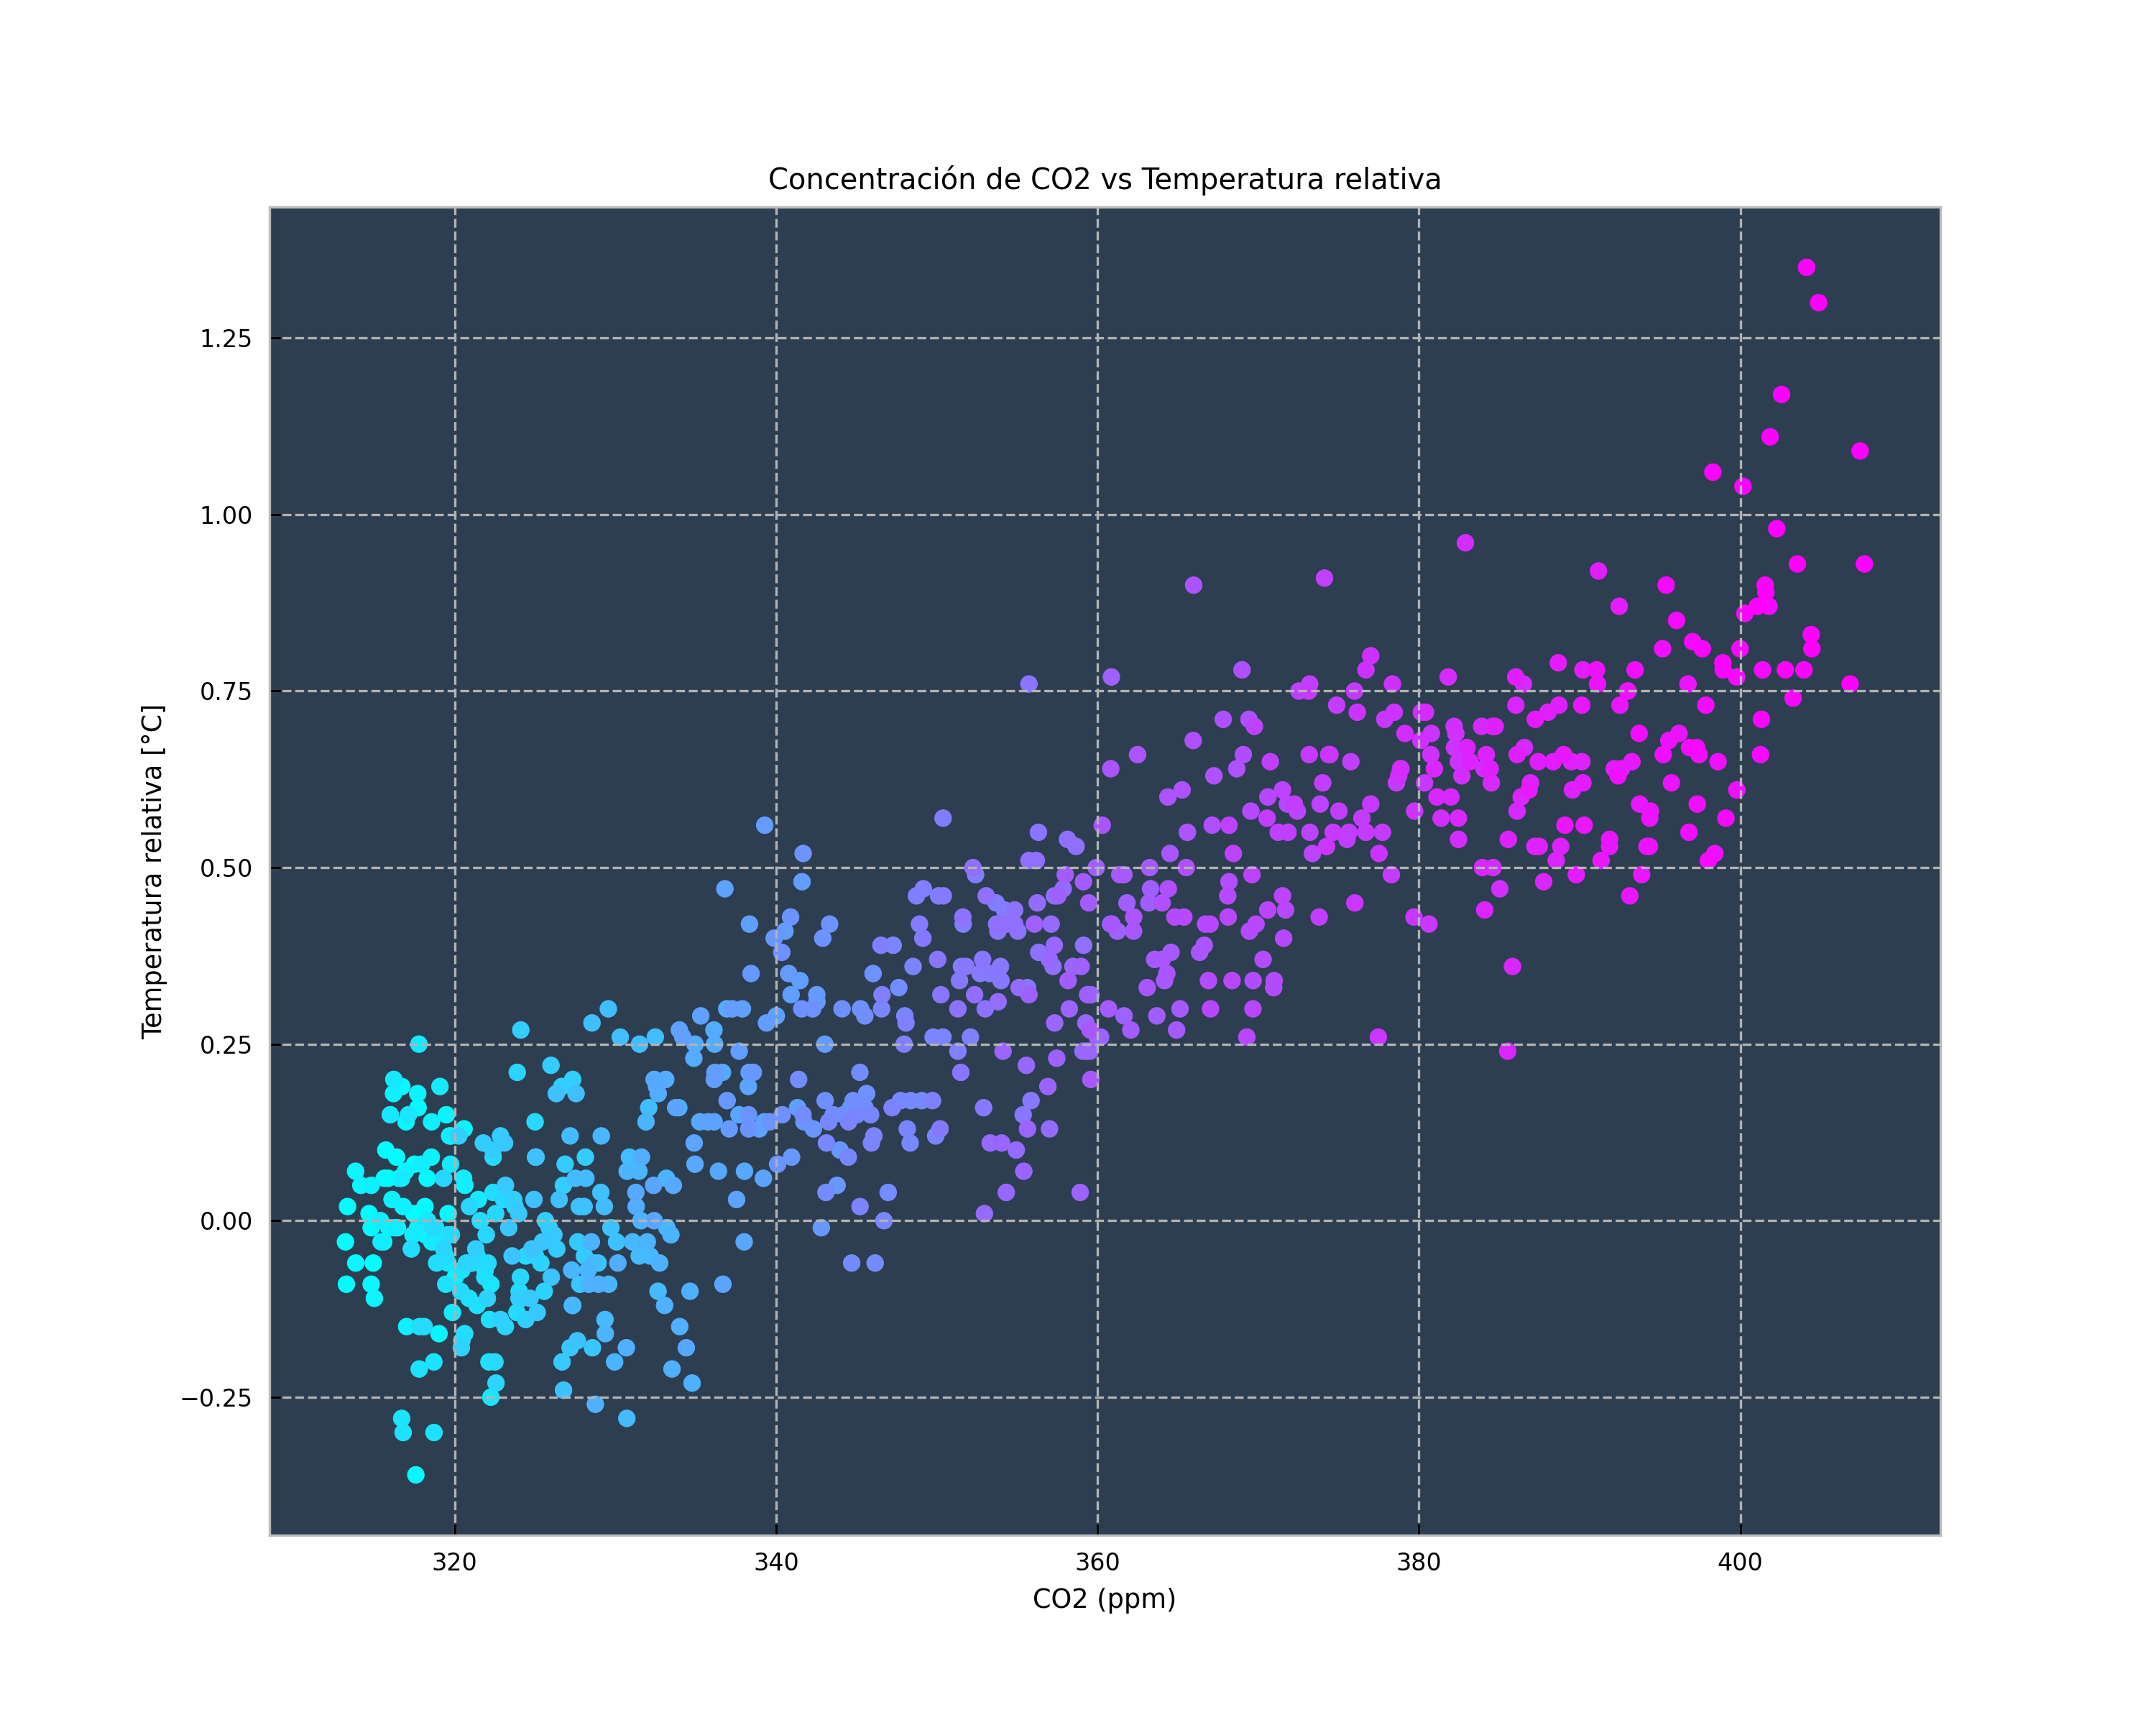 Concentración de CO2 vs Temperatura relativa
Temperatura relativa [°C]
1.25
1.00
0.75
0.50
0.25
0.00
−0.25
320 340 360 380 400
CO2 (ppm)